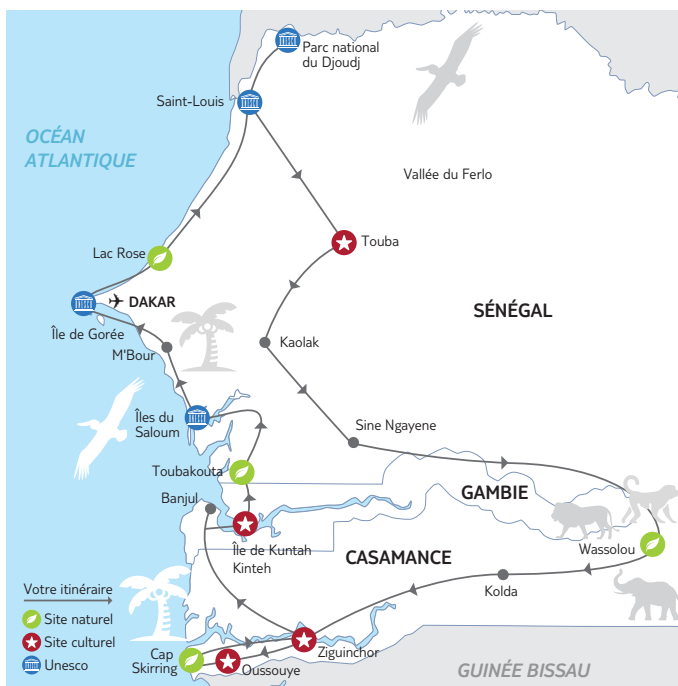 Parc national
du Djoudj
Saint-Louis
OCÉAN
ATLANTIQUE
Vallée du Ferlo
Touba
Lac Rose
DAKAR
SÉNÉGAL
Île de Gorée
M'Bour
Kaolak
Îles du
Saloum
Sine Ngayene
Toubakouta
GAMBIE
Banjul
Île de Kuntah
Kinteh
CASAMANCE
Wassolou
Kolda
Votre itinéraire
Site naturel
Site culturel
Unesco
Cap
Skirring
Oussouye
Ziguinchor
GUINÉE BISSAU